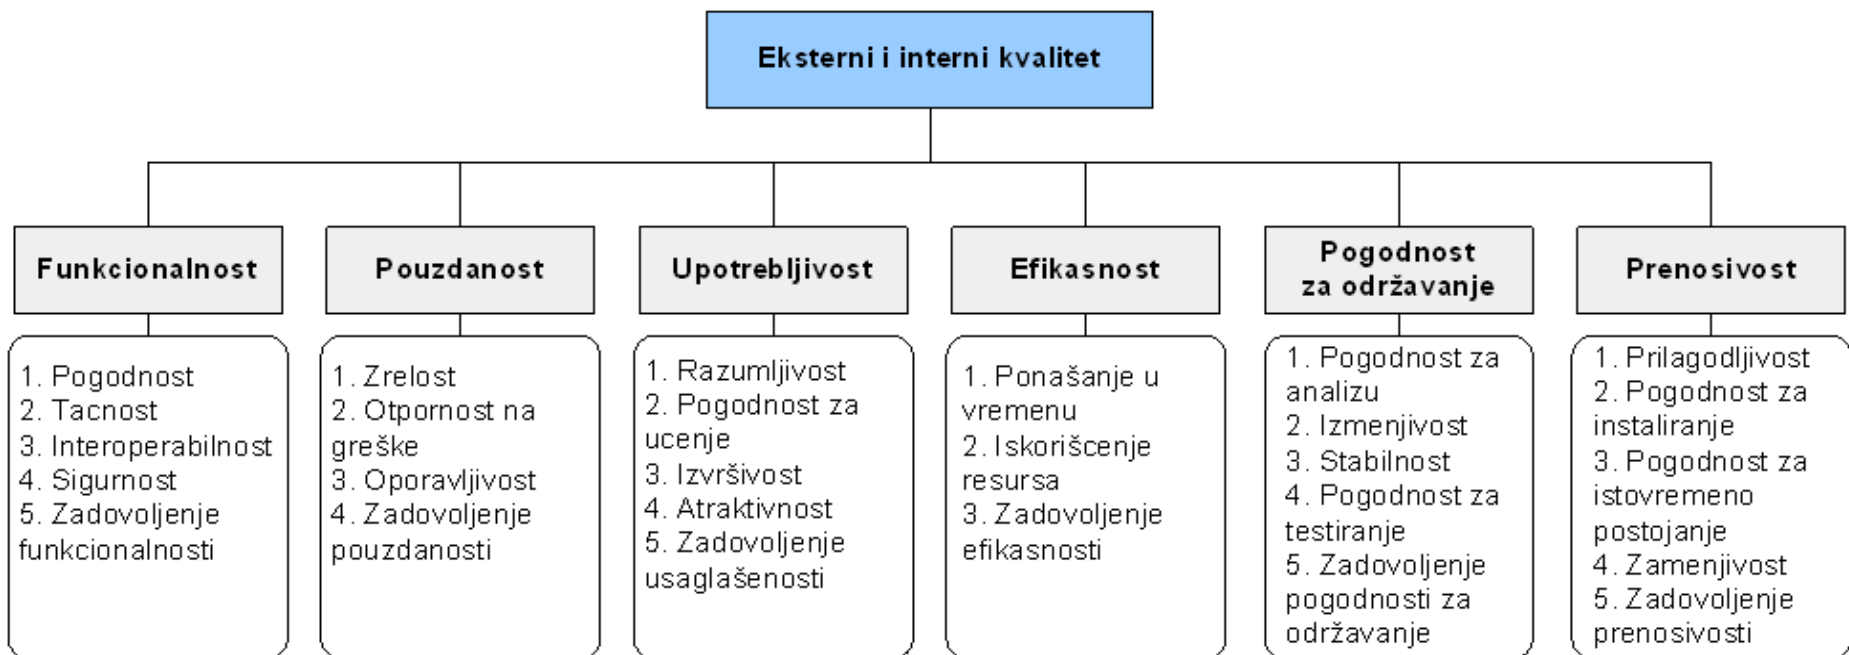 Eksterni i interni kvalitet
Funkcionalnost
1. Pogodnost
2. Tacnost
3. Interoperabilnost
4. Sigurnost
5. Zadovoljenje
funkcionalnosti
Pouzdanost
1. Zrelost
2. Otpornost na
greške
3. Oporavljivost
4. Zadovoljenje
pouzdanosti
Upotrebljivost
1. Razumljivost
2. Pogodnost za
ucenje
3. Izvršivost
4. Atraktivnost
5. Zadovoljenje
usaglašenosti
Efikasnost
1. Ponašanje u
vremenu
2. Iskorišcenje
resursa
3. Zadovoljenje
efikasnosti
Pogodnost
za održavanje
1. Pogodnost za
analizu
2. Izmenjivost
3. Stabilnost
4. Pogodnost za
testiranje
5. Zadovoljenje
pogodnosti za
održavanje
Prenosivost
1. Prilagodljivost
2. Pogodnost za
instaliranje
3. Pogodnost za
istovremeno
postojanje
4. Zamenjivost
5. Zadovoljenje
prenosivosti